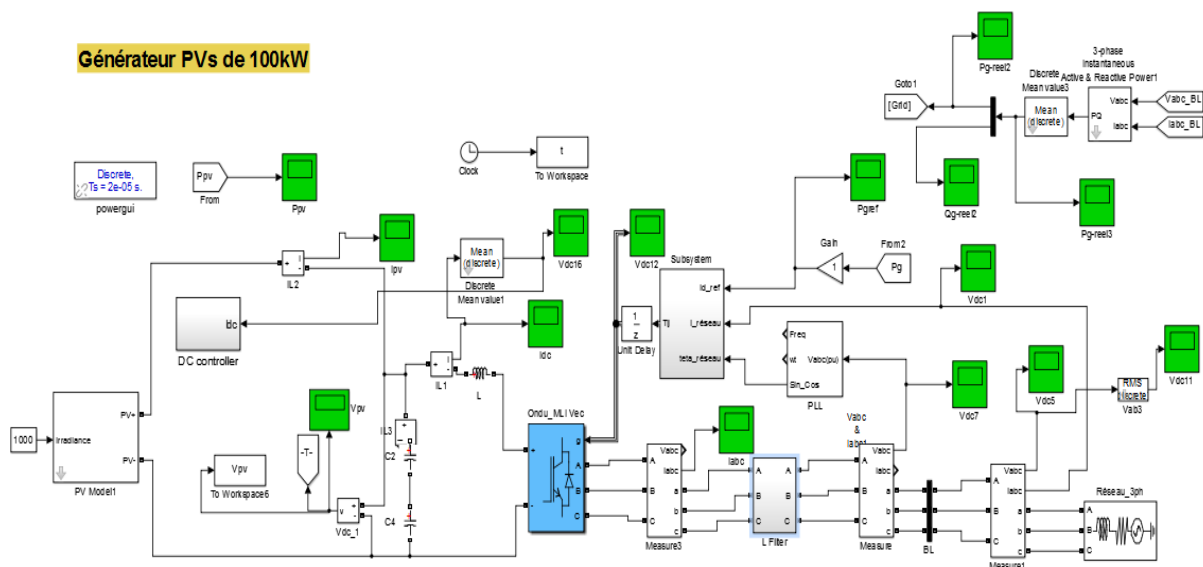 Générateur PVs de 100kW
Pg-reel2
3-phase
Instantaneous
Active & Reactive Power1
Goto1
[Grid]
Discrete
Mean value3
Mean
(discrete)
Vabc
PQ
Iabc
Vabc_BL
Iabc_BL
Clock
t
To Workspace
Discrete,
Ts = 2e-05 s.
powergui
Ppv
From
Ppv
Pgref
Qg-reel2
Pg-reel3
Ipv
Mean
(discrete)
Discrete
Mean value1
Vdc16
Vdc12
Subsystem
Gain
1
From2
Pg
Vdc1
+
I
-
IL2
Idc
DC controller
Idc
1
z
Unit Delay
Tij
Id_ref
I_réseau
teta_réseau
Freq
wt
Vabc(pu)
Sin_Cos
PLL
Vdc7
Vdc5
RMS
Vab3
Vdc11
+
I
-
IL1
L
Vpv
1000
Irradiance
PV+
PV-
PV Model1
Vpv
To Workspace6
-T-
IL3
C2
C4
+
v
-
Vdc_1
Ondu_MLI Vec
g
+
-
A
B
C
Vabc
Iabc
A
a
B
b
C
c
Measure3
Iabc
A
A
B
B
C
C
L Filter
Vabc
&
Vabc
Iabc
A
a
B
b
C
c
Measure
BL
Vabc
Iabc
A
a
B
b
C
c
Measure1
Réseau_3ph
A
B
C